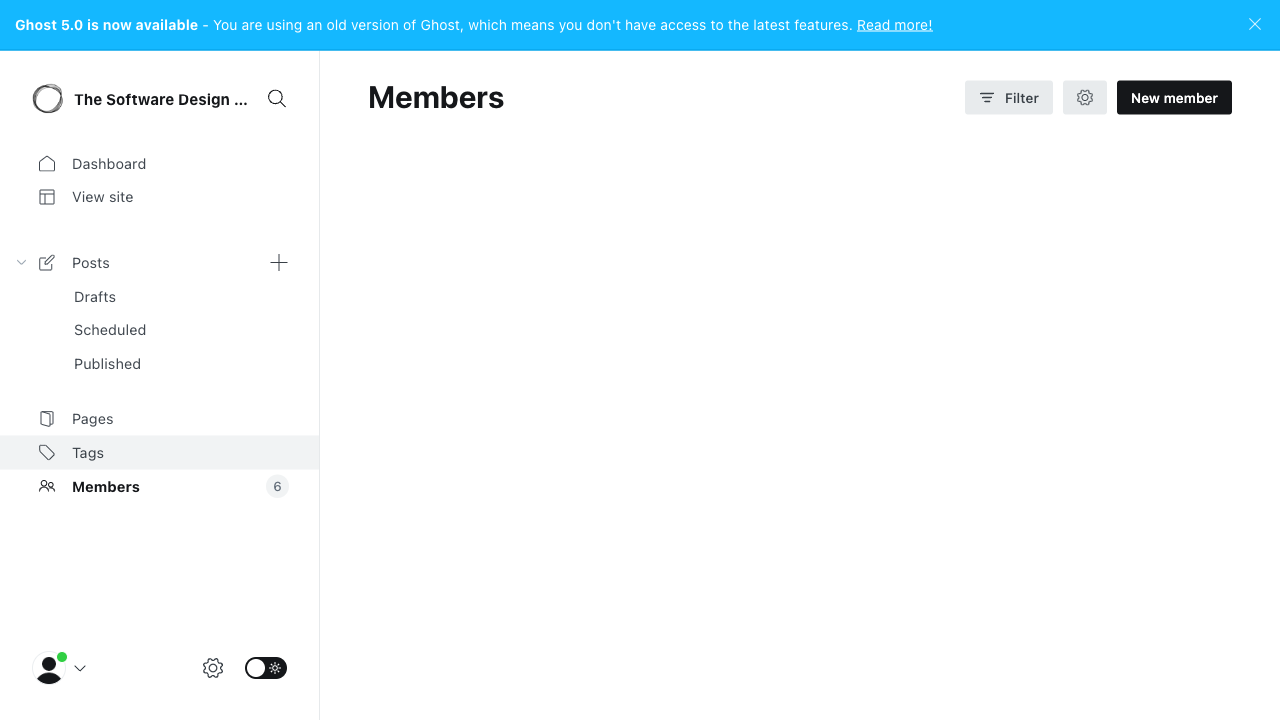 Ghost 5.0 is now available - You are using an old version of Ghost, which means you don't have access to the latest features. Read more!
The Software Design ...
Members
Filter
New member
Dashboard
View site
Posts
Drafts
Scheduled
Published
Pages
Tags
Members
6